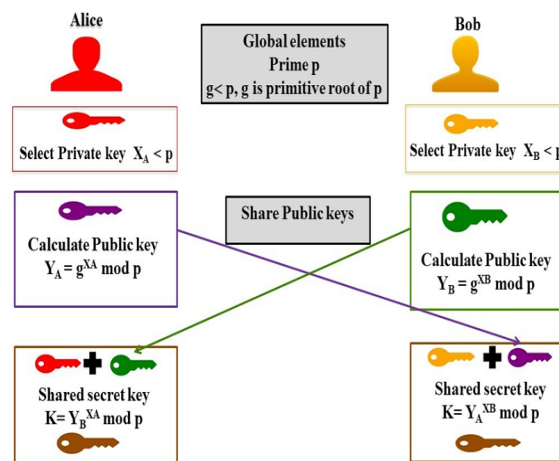 Alice
Bob
Global elements
Prime p
g< p, g is primitive root of p
Select Private key X_A < p
Select Private key X_B < p
Share Public keys
Calculate Public key
Y_A = g^XA mod p
Calculate Public key
Y_B = g^XB mod p
Shared secret key
K= Y_B^XA mod p
Shared secret key
K= Y_A^XB mod p